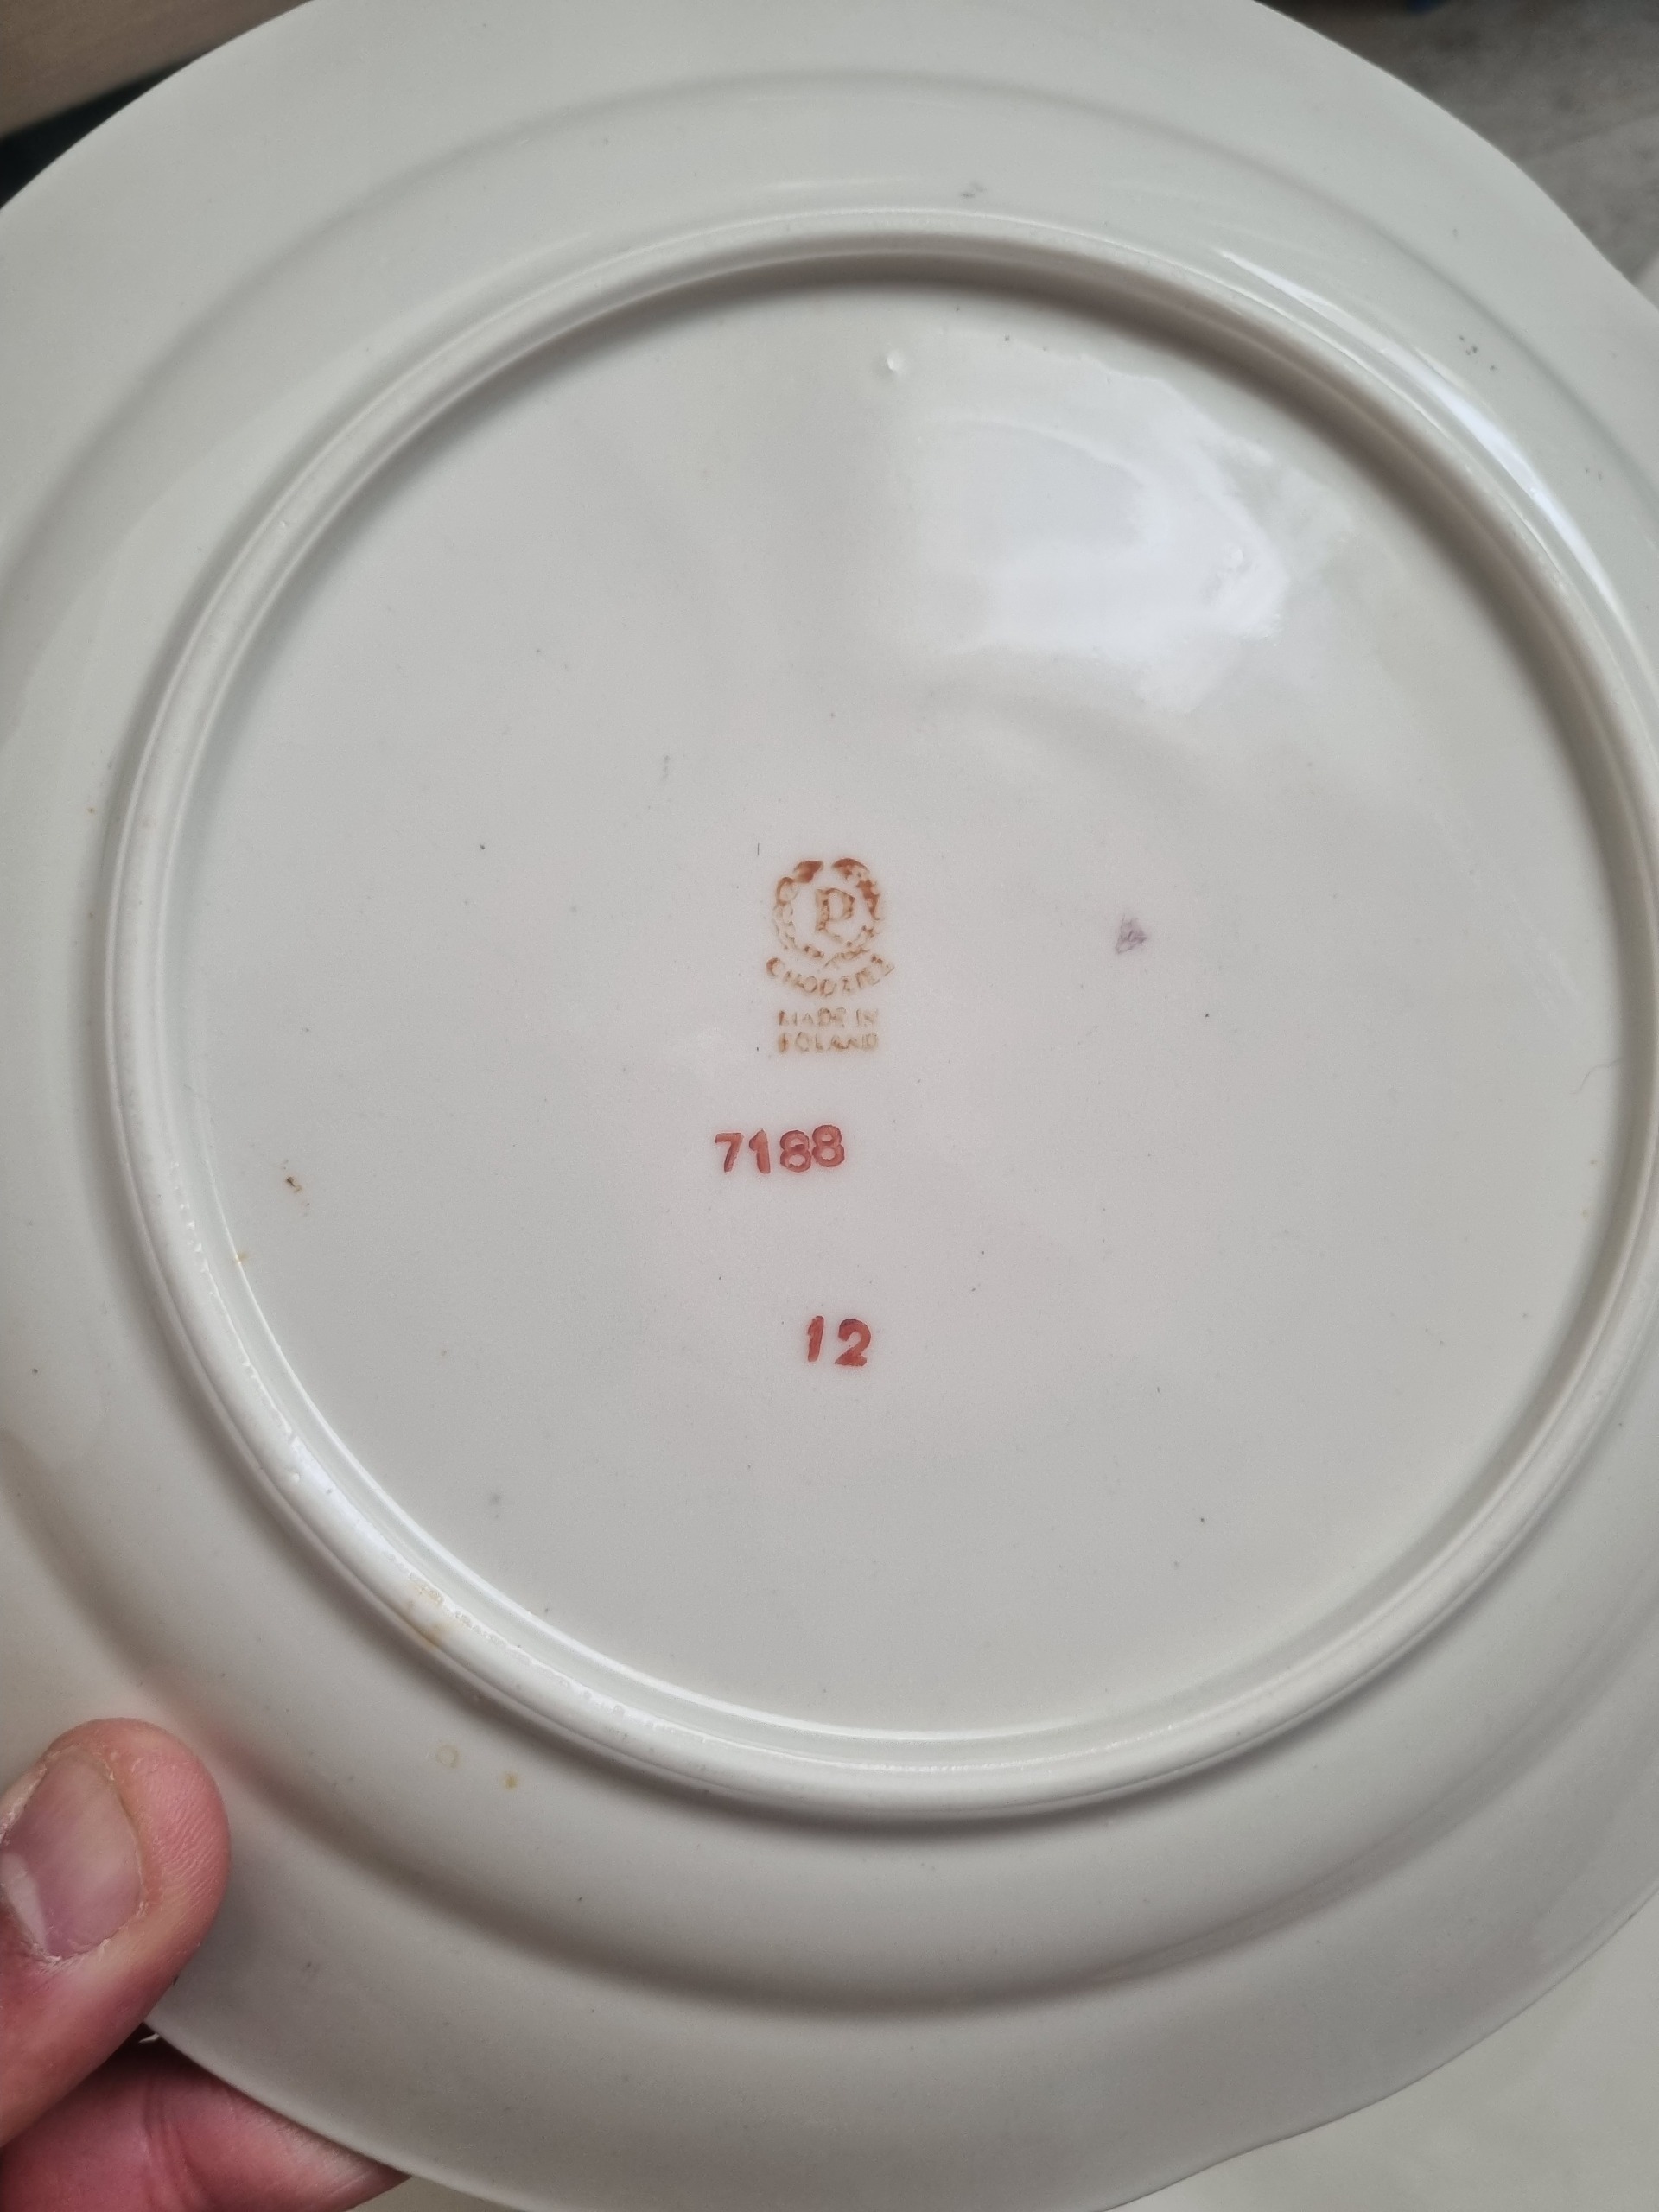 P
CHODZIEŻ
MADE IN
POLAND
7188
12